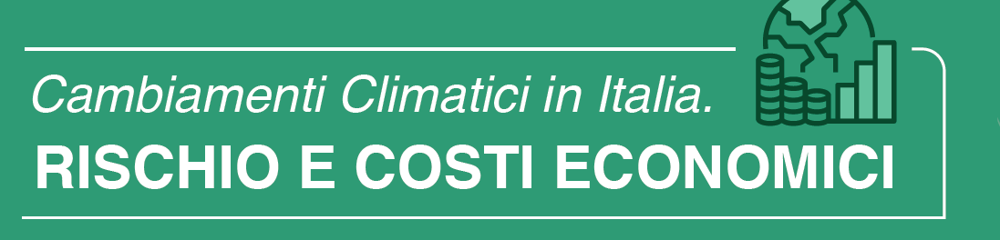 Cambiamenti Climatici in Italia.
RISCHIO E COSTI ECONOMICI